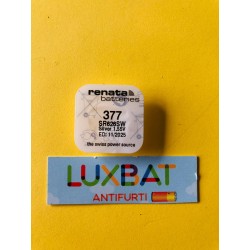 renata
batteries
377
SR626SW
Silver 1.55V
ED: 11/2025
the swiss power source
LUXBAT
ANTIFURTI